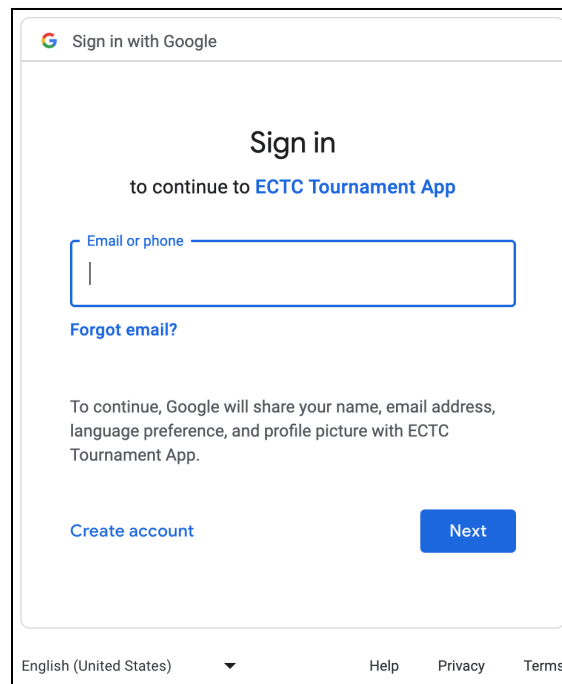 Sign in with Google
Sign in
to continue to ECTC Tournament App
Email or phone
Forgot email?
To continue, Google will share your name, email address,
language preference, and profile picture with ECTC
Tournament App.
Create account
Next
English (United States)
Help
Privacy
Terms